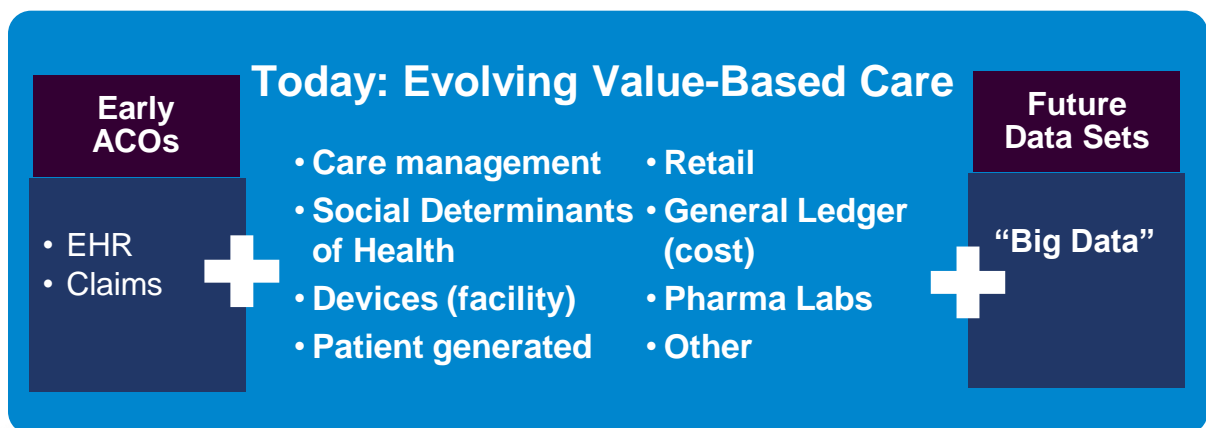 Today: Evolving Value-Based Care
Early
ACOs
• EHR
• Claims
• Care management
• Social Determinants
of Health
• Devices (facility)
• Patient generated
• Retail
• General Ledger
(cost)
• Pharma Labs
• Other
Future
Data Sets
“Big Data”